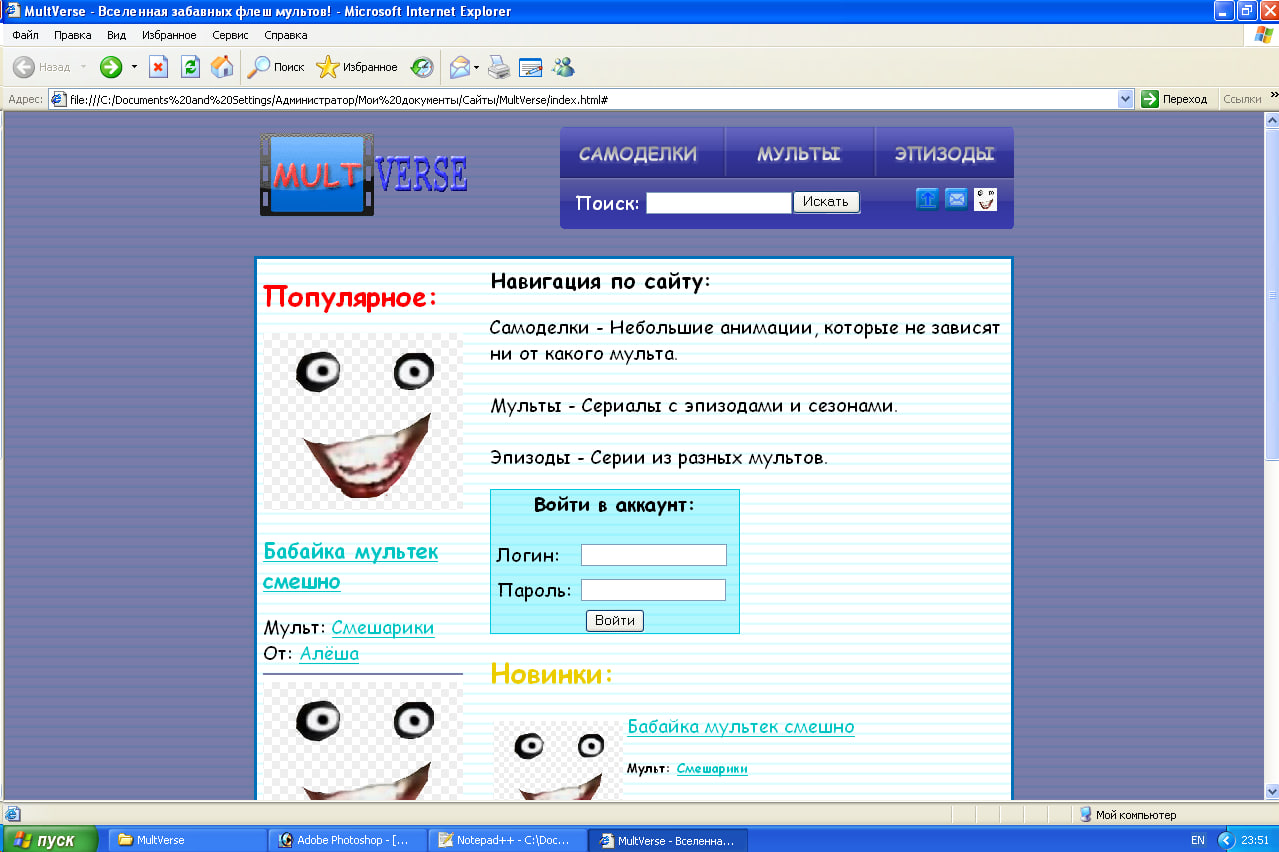 MultVerse - Вселенная забавных флеш мультов! - Microsoft Internet Explorer
Файл Правка Вид Избранное Сервис Справка
Назад Поиск Избранное
Адрес: file:///C:/Documents%20and%20Settings/Администратор/Мои%20документы/Сайты/MultVerse/index.html# Переход Ссылки »
MULT VERSE
САМОДЕЛКИ МУЛЬТЫ ЭПИЗОДЫ
Поиск: Искать
Популярное:
Бабайка мультек
смешно
Мульт: Смешарики
От: Алёша
Навигация по сайту:
Самоделки - Небольшие анимации, которые не зависят
ни от какого мульта.
Мульты - Сериалы с эпизодами и сезонами.
Эпизоды - Серии из разных мультов.
Войти в аккаунт:
Логин:
Пароль:
Войти
Новинки:
Бабайка мультек смешно
Мульт: Смешарики
Мой компьютер
пуск MultVerse Adobe Photoshop - [... Notepad++ - C:\Doc... MultVerse - Вселенна... EN 23:51